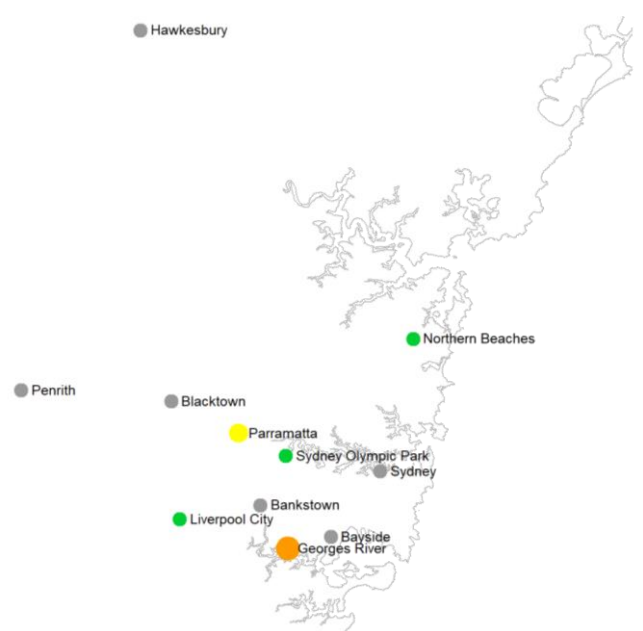 Hawkesbury
Northern Beaches
Penrith
Blacktown
Parramatta
Sydney Olympic Park
Sydney
Bankstown
Liverpool City
Bayside
Georges River